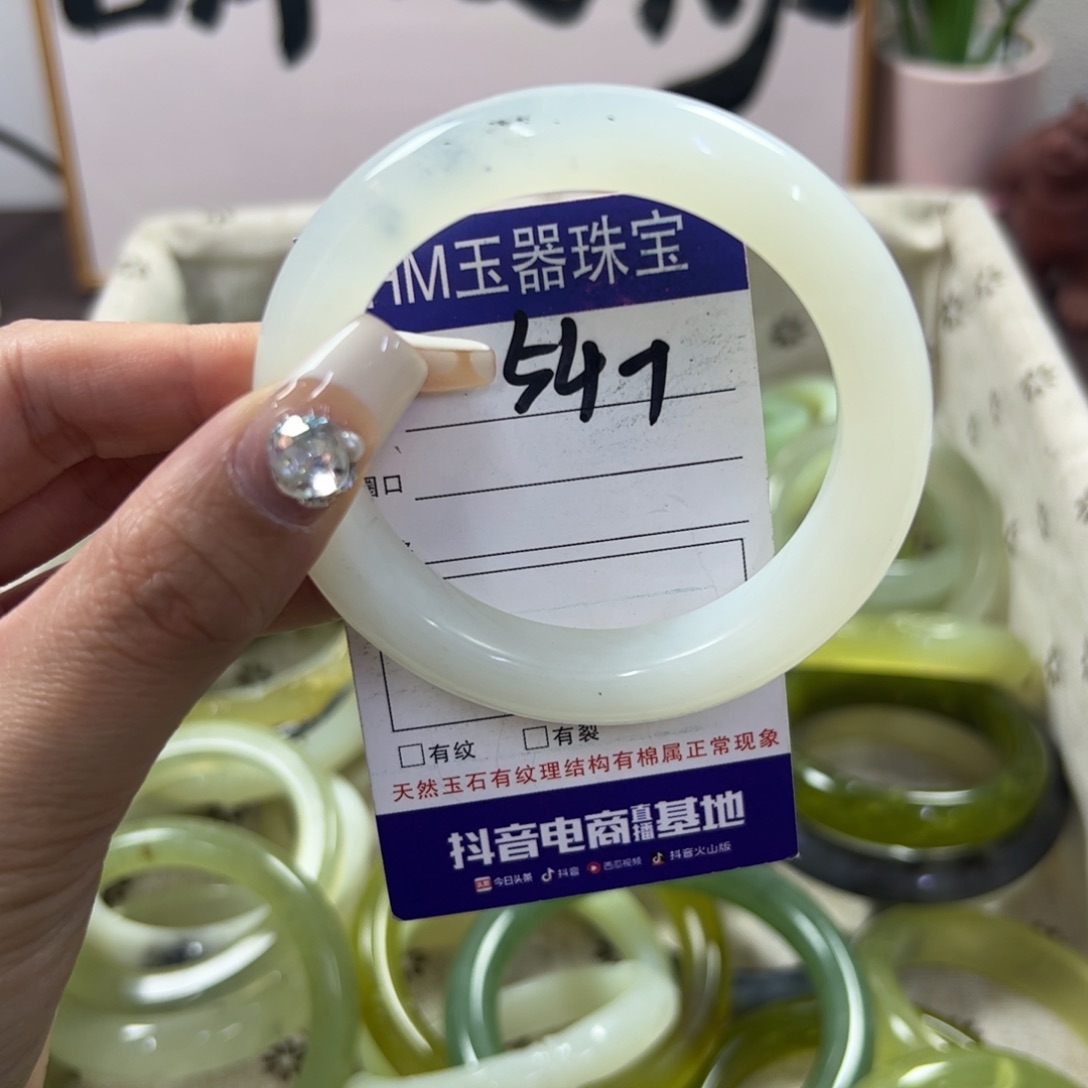 HM玉器珠宝
541
圈口
有纹 有裂
天然玉石有纹理结构有棉属正常现象
抖音电商直播基地
今日头条 抖音 西瓜视频 抖音火山版